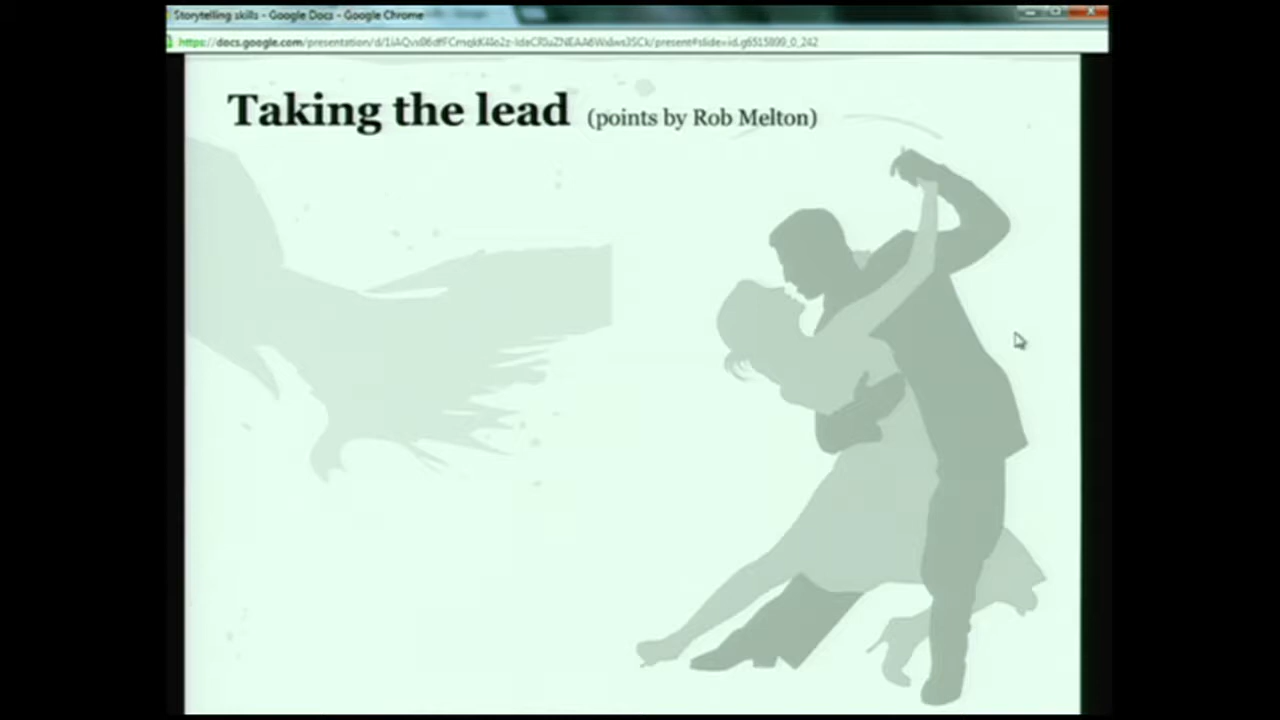 Storytelling skills - Google Docs - Google Chrome
Taking the lead (points by Rob Melton)